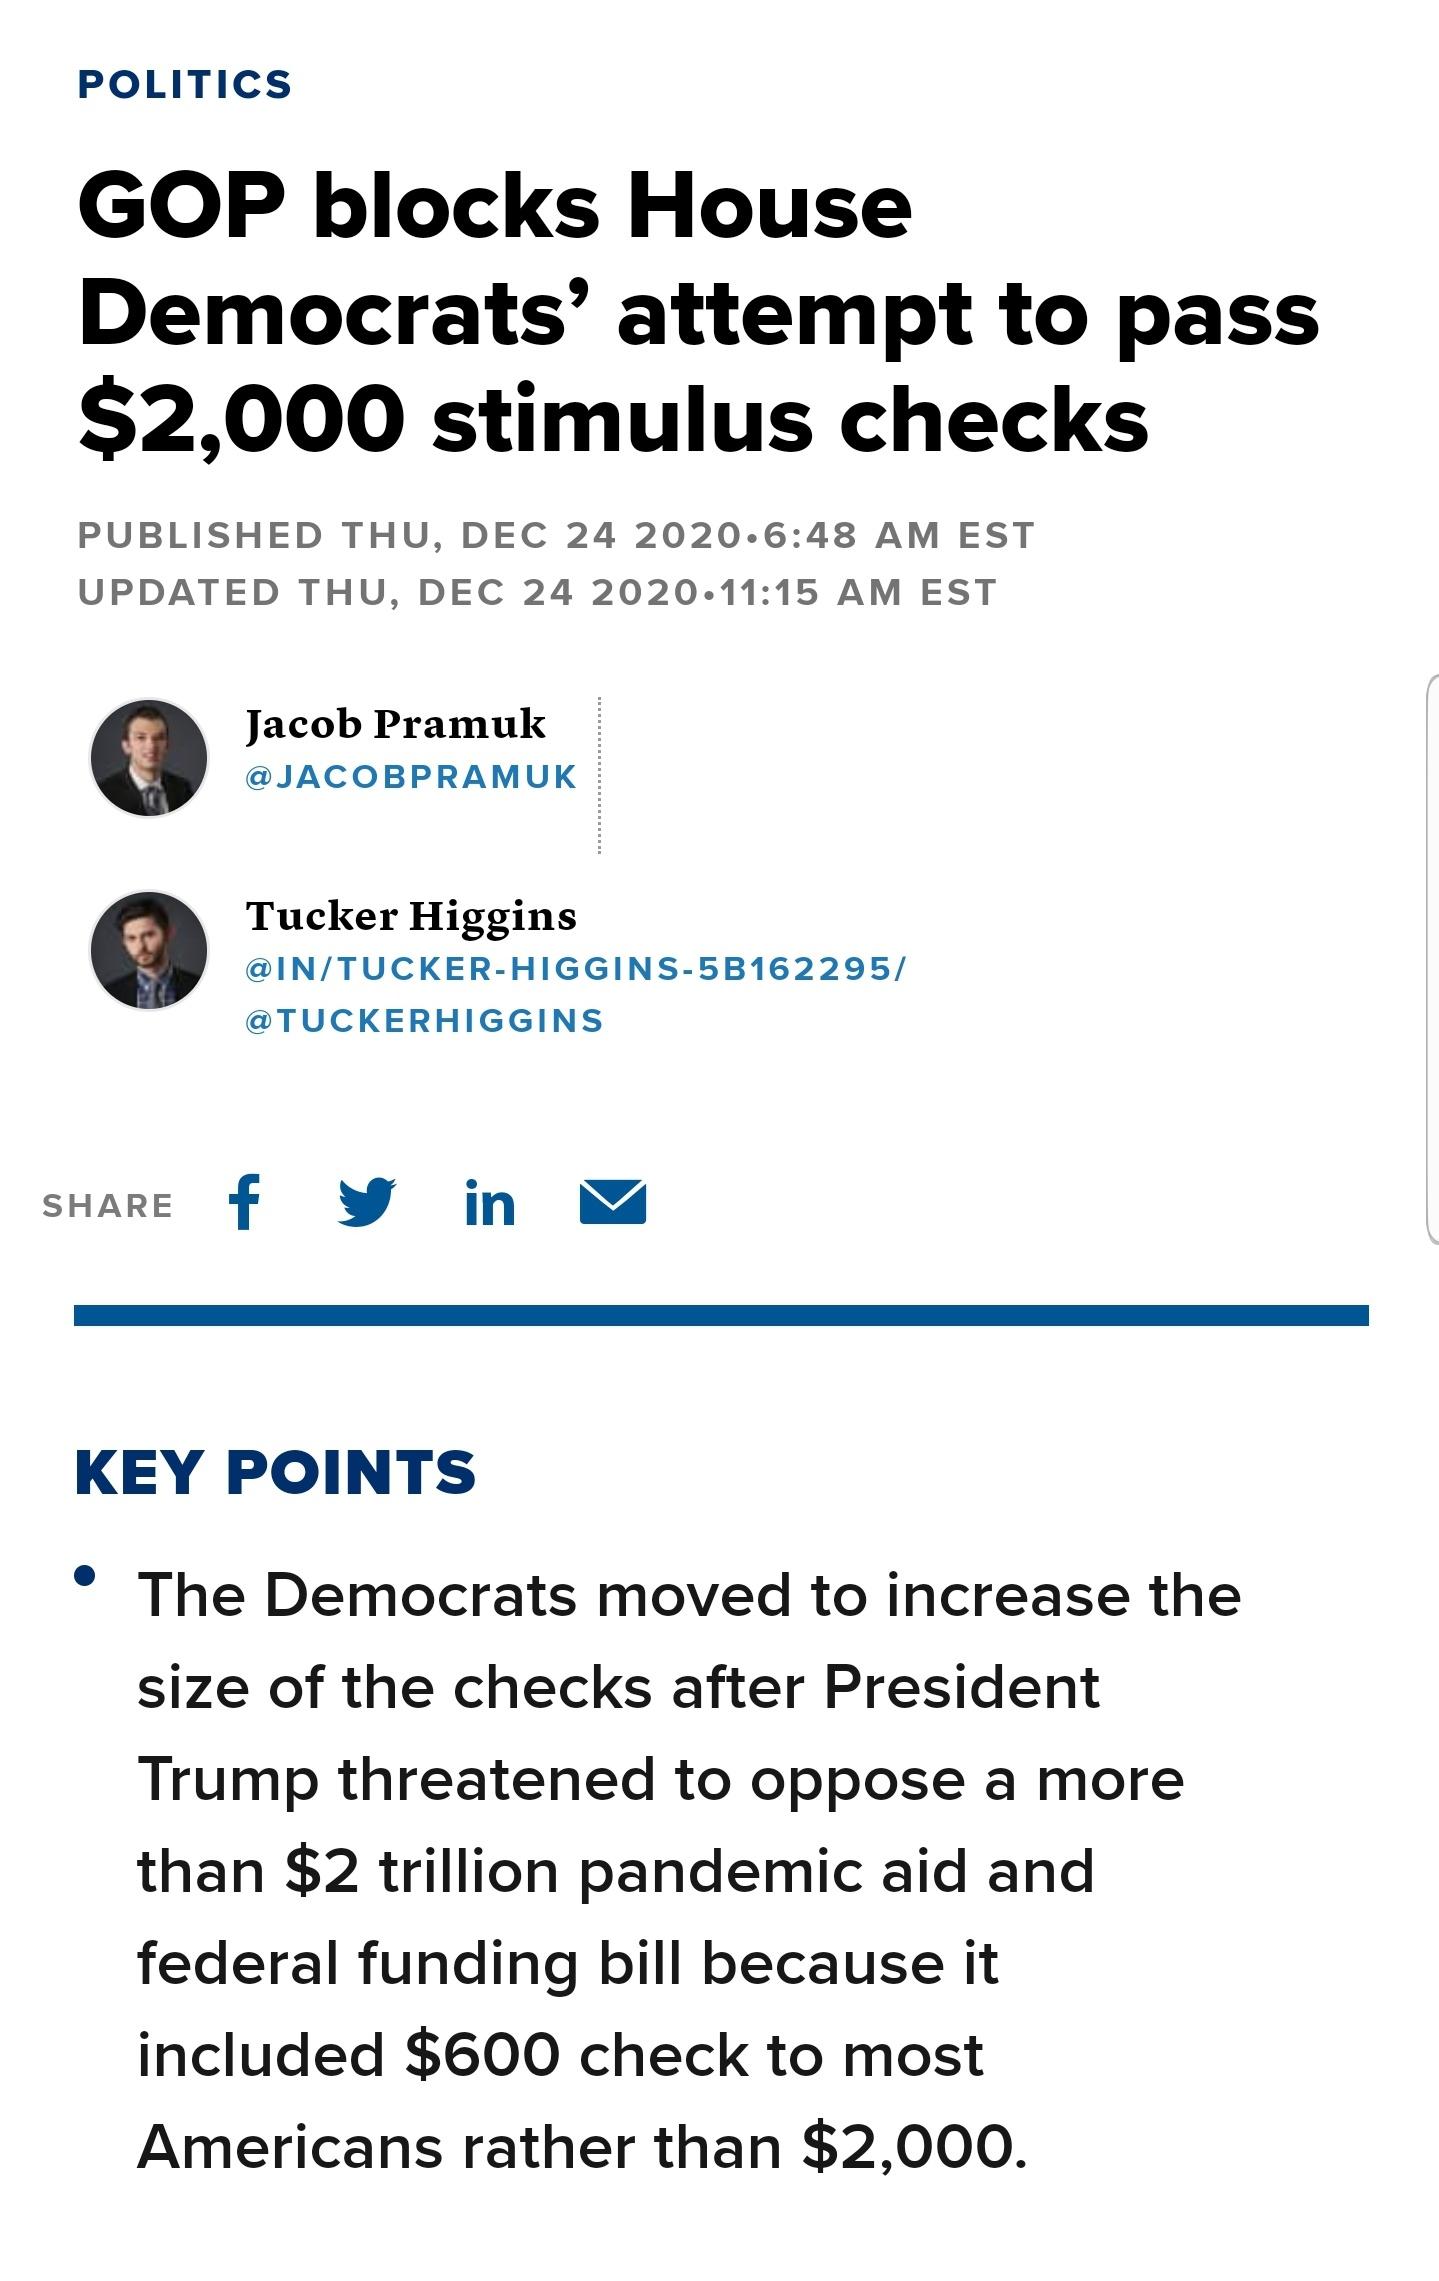 POLITICS
GOP blocks House
Democrats’ attempt to pass
$2,000 stimulus checks
PUBLISHED THU, DEC 24 2020•6:48 AM EST
UPDATED THU, DEC 24 2020•11:15 AM EST
Jacob Pramuk
@JACOBPRAMUK
Tucker Higgins
@IN/TUCKER-HIGGINS-5B162295/
@TUCKERHIGGINS
SHARE
KEY POINTS
• The Democrats moved to increase the
size of the checks after President
Trump threatened to oppose a more
than $2 trillion pandemic aid and
federal funding bill because it
included $600 check to most
Americans rather than $2,000.